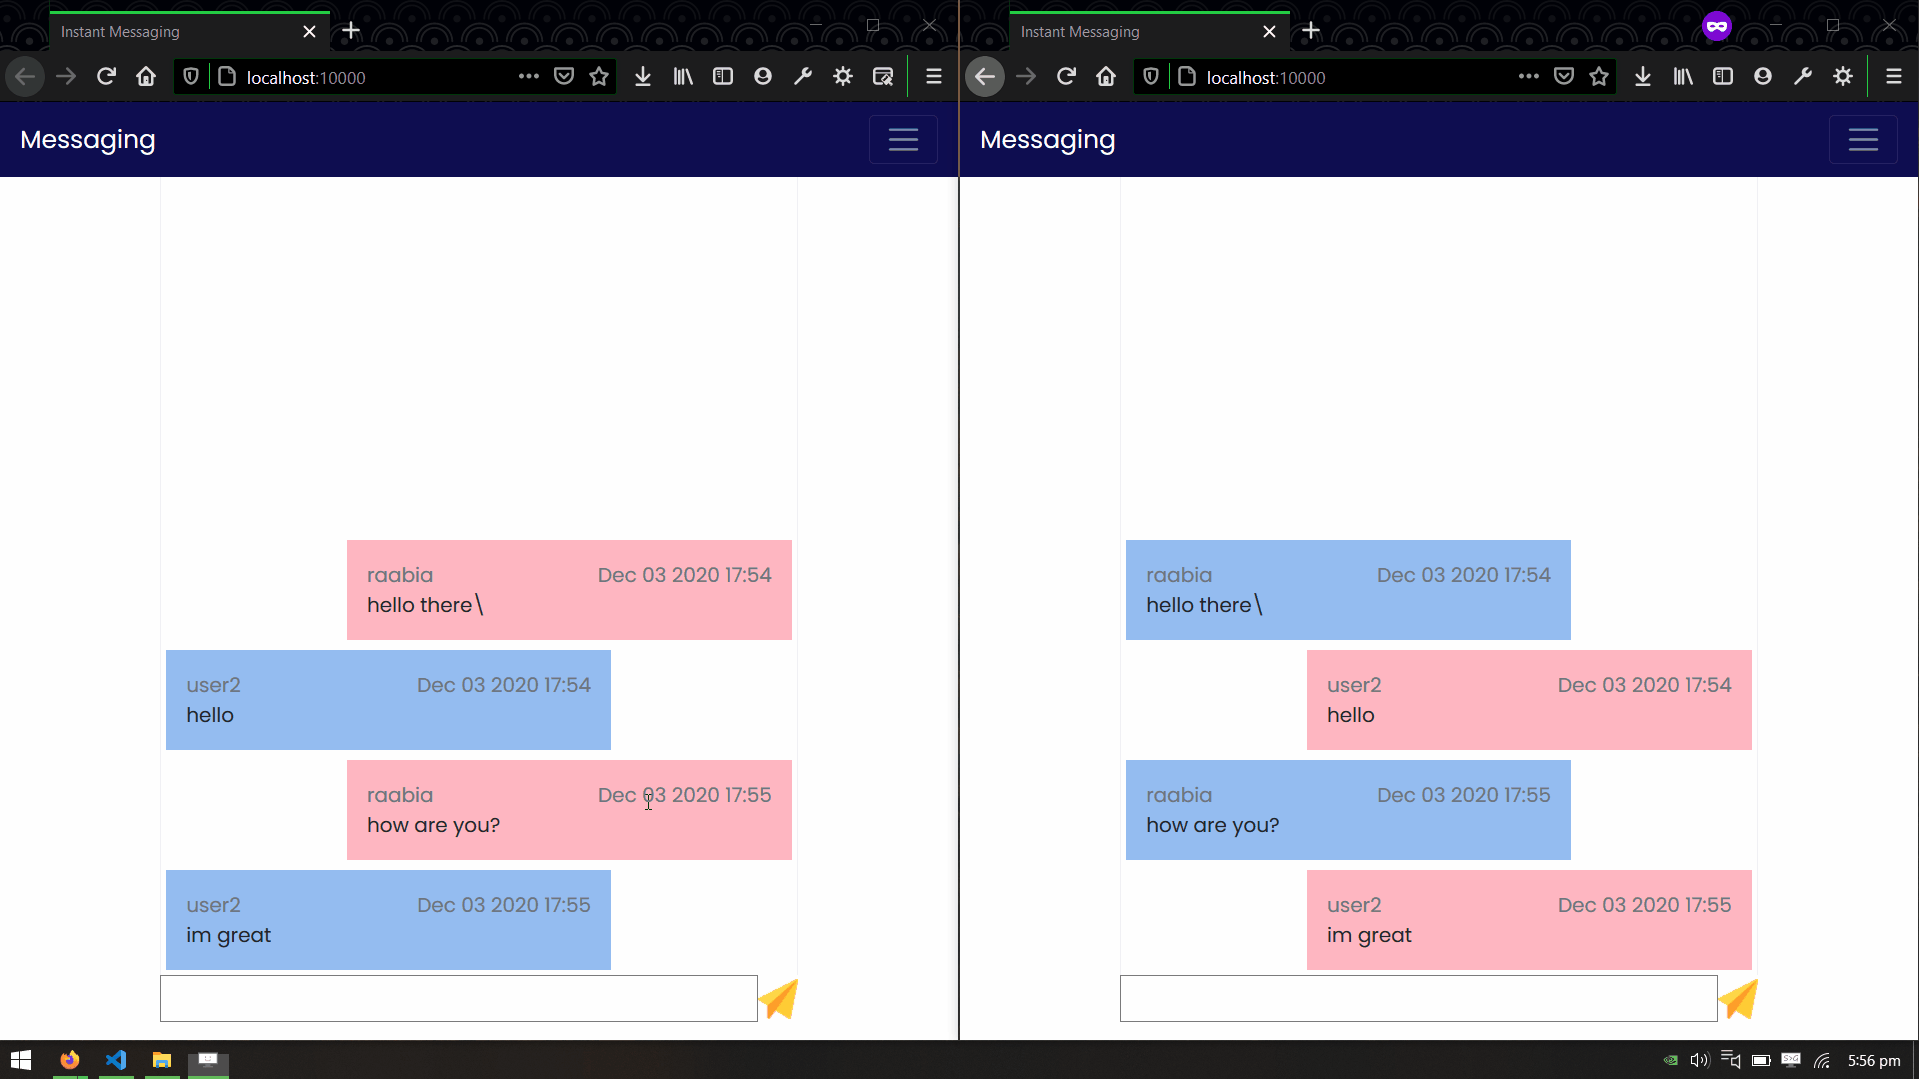 Instant Messaging
localhost:10000
Messaging
raabia Dec 03 2020 17:54
hello there\
user2 Dec 03 2020 17:54
hello
raabia Dec 03 2020 17:55
how are you?
user2 Dec 03 2020 17:55
im great
Instant Messaging
localhost:10000
Messaging
raabia Dec 03 2020 17:54
hello there\
user2 Dec 03 2020 17:54
hello
raabia Dec 03 2020 17:55
how are you?
user2 Dec 03 2020 17:55
im great
5:56 pm